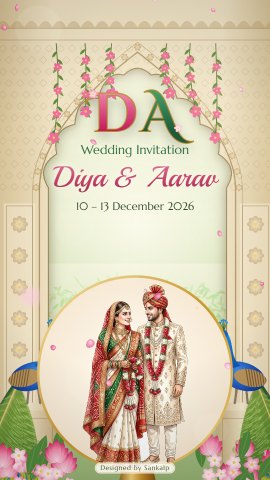 DA
Wedding Invitation
Diya & Aarav
10 – 13 December 2026
Designed by Sankalp